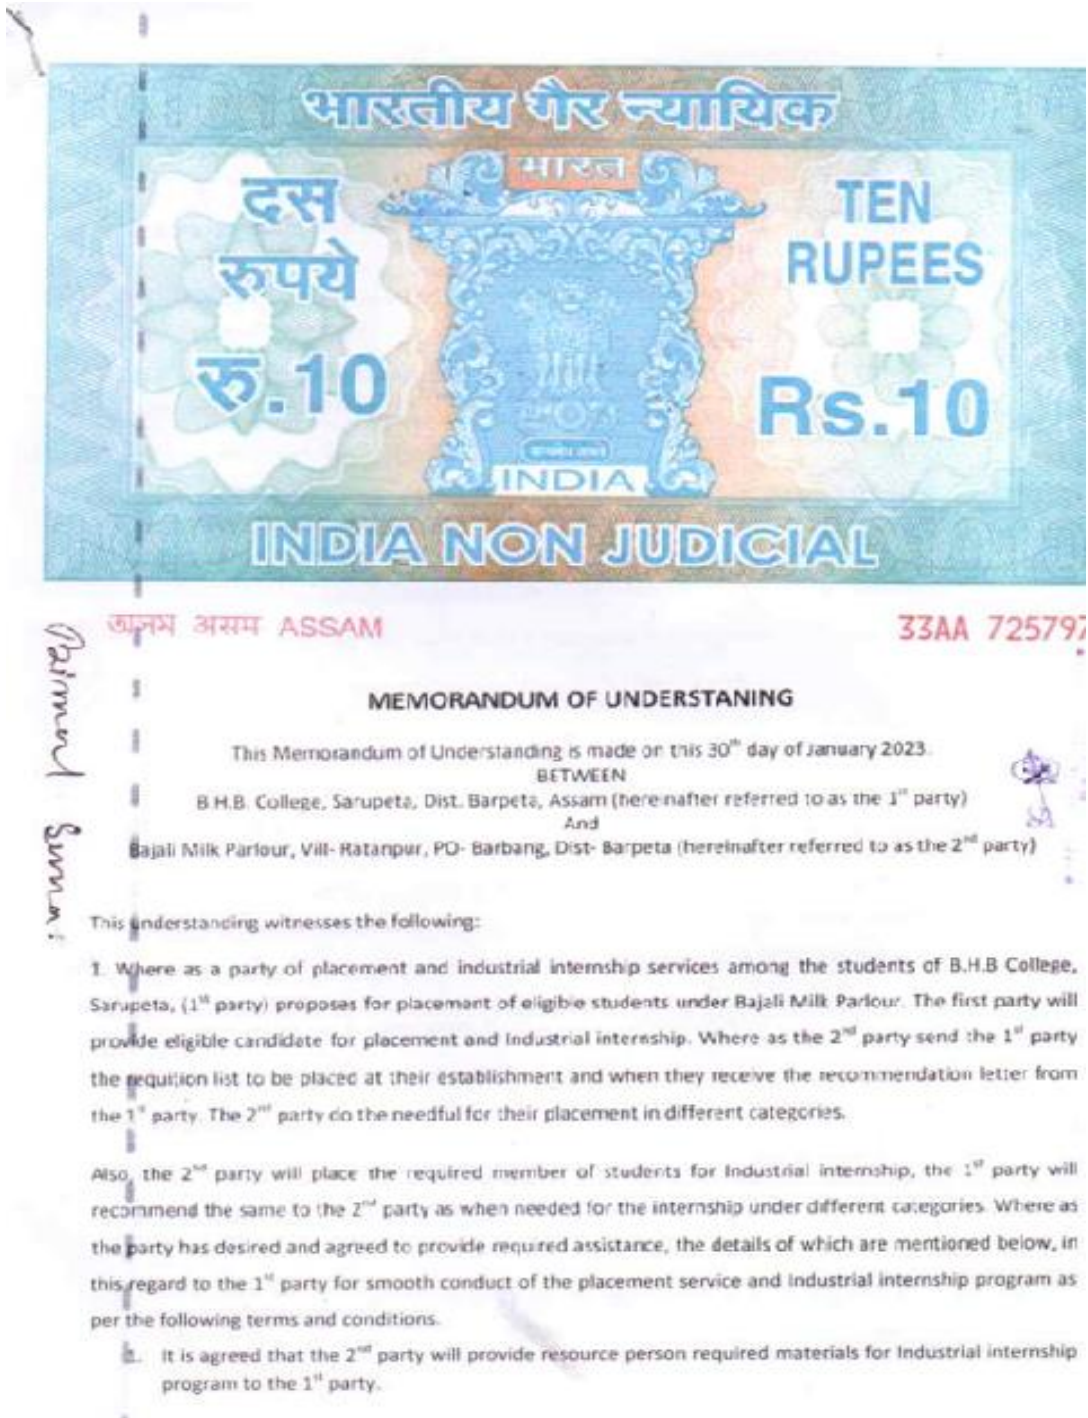 भारतीय गैर न्यायिक
भारत
दस
रुपये
रु.10
TEN
RUPEES
Rs.10
सत्यमेव जयते
INDIA
INDIA NON JUDICIAL
অসম असम ASSAM
33AA 725797
MEMORANDUM OF UNDERSTANING
This Memorandum of Understanding is made on this 30th day of January 2023.
BETWEEN
B.H.B. College, Sarupeta, Dist. Barpeta, Assam (hereinafter referred to as the 1st party)
And
Bajali Milk Parlour, Vill- Ratanpur, PO- Barbang, Dist- Barpeta (hereinafter referred to as the 2nd party)
This understanding witnesses the following:
1. Where as a party of placement and industrial internship services among the students of B.H.B College,
Sarupeta, (1st party) proposes for placement of eligible students under Bajali Milk Parlour. The first party will
provide eligible candidate for placement and Industrial internship. Where as the 2nd party send the 1st party
the requition list to be placed at their establishment and when they receive the recommendation letter from
the 1st party. The 2nd party do the needful for their placement in different categories.
Also, the 2nd party will place the required member of students for Industrial internship, the 1st party will
recommend the same to the 2nd party as when needed for the internship under different categories. Where as
the party has desired and agreed to provide required assistance, the details of which are mentioned below, in
this regard to the 1st party for smooth conduct of the placement service and Industrial internship program as
per the following terms and conditions.
1. It is agreed that the 2nd party will provide resource person required materials for Industrial internship
program to the 1st party.